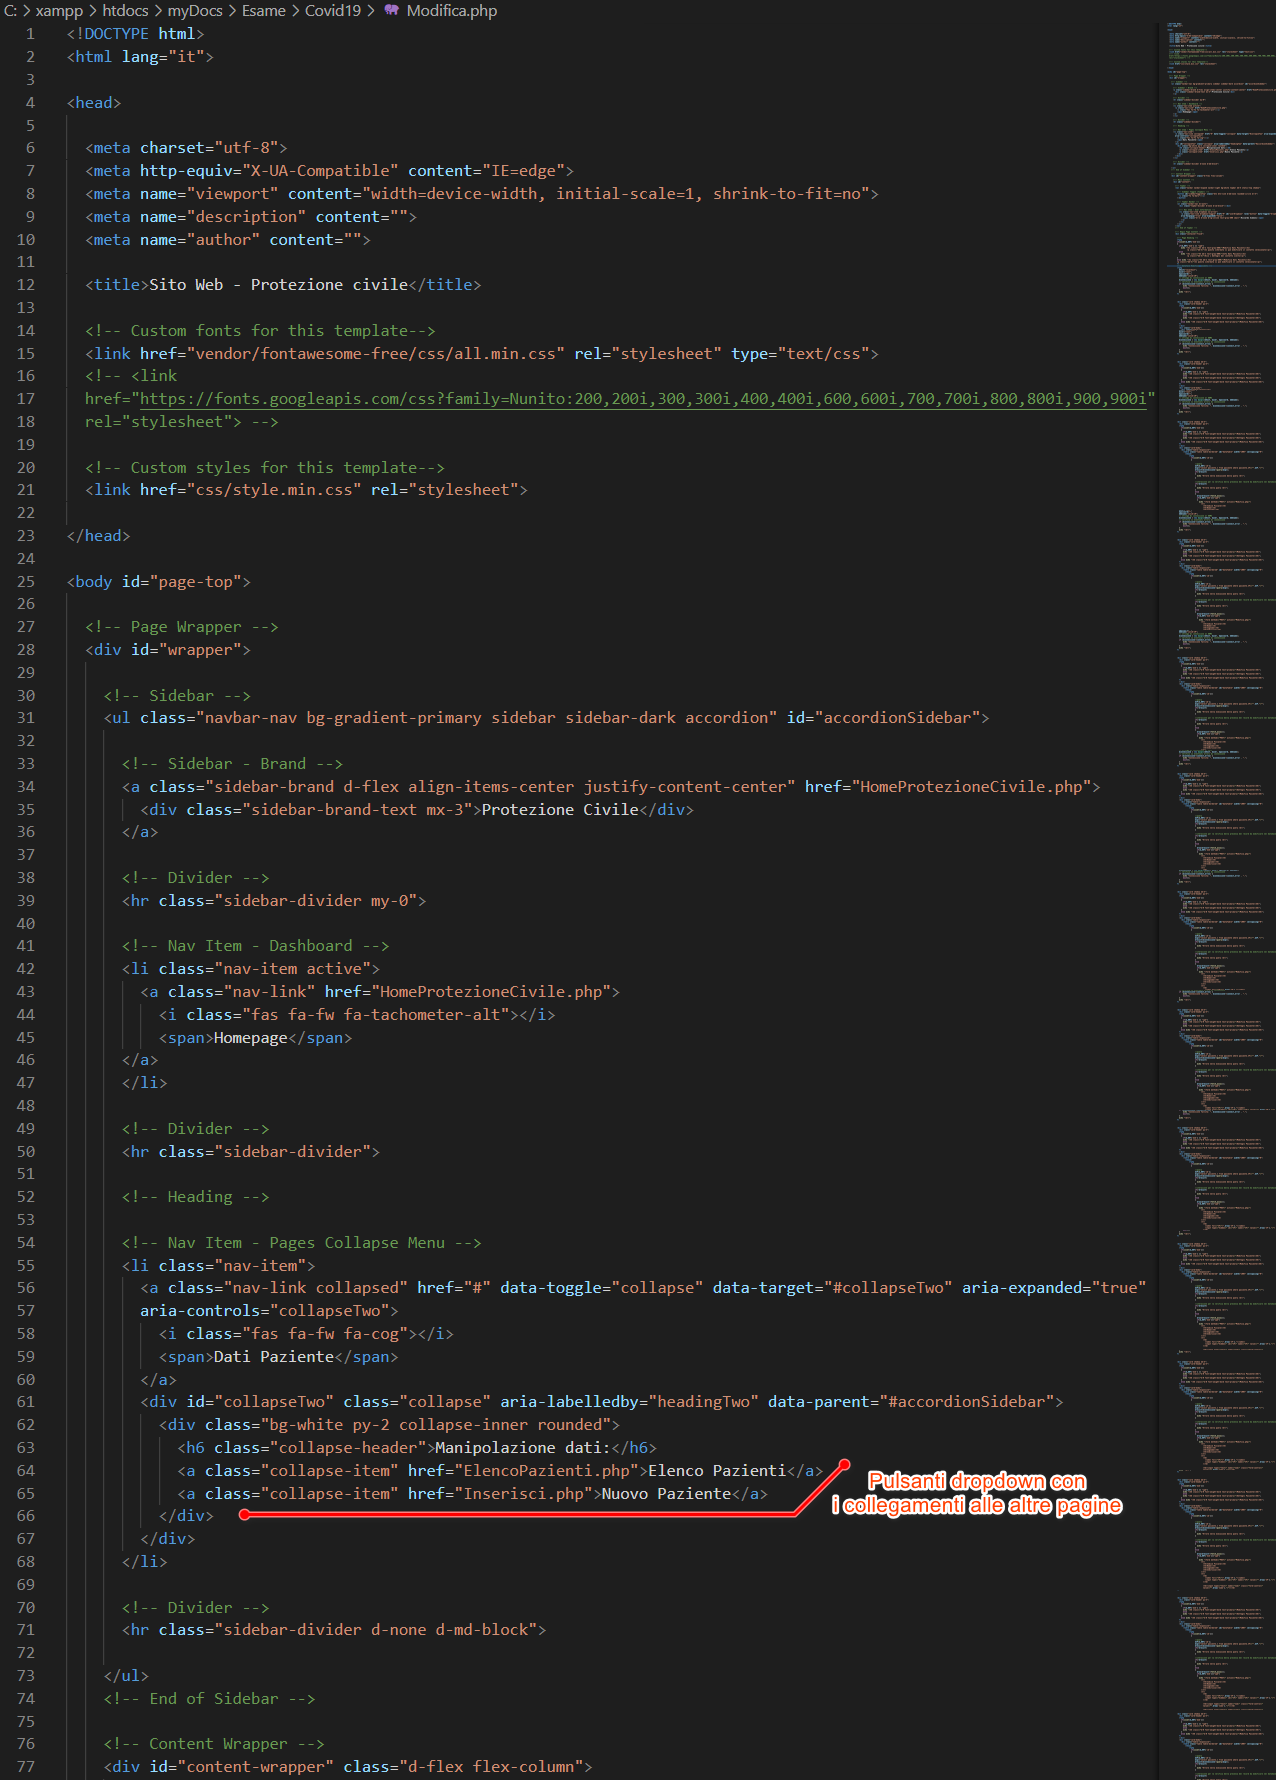 C: > xampp > htdocs > myDocs > Esame > Covid19 > Modifica.php
1 <!DOCTYPE html>
2 <html lang="it">
3
4 <head>
5
6 <meta charset="utf-8">
7 <meta http-equiv="X-UA-Compatible" content="IE=edge">
8 <meta name="viewport" content="width=device-width, initial-scale=1, shrink-to-fit=no">
9 <meta name="description" content="">
10 <meta name="author" content="">
11
12 <title>Sito Web - Protezione civile</title>
13
14 <!-- Custom fonts for this template-->
15 <link href="vendor/fontawesome-free/css/all.min.css" rel="stylesheet" type="text/css">
16 <!-- <link
17 href="https://fonts.googleapis.com/css?family=Nunito:200,200i,300,300i,400,400i,600,600i,700,700i,800,800i,900,900i"
18 rel="stylesheet"> -->
19
20 <!-- Custom styles for this template-->
21 <link href="css/style.min.css" rel="stylesheet">
22
23 </head>
24
25 <body id="page-top">
26
27 <!-- Page Wrapper -->
28 <div id="wrapper">
29
30 <!-- Sidebar -->
31 <ul class="navbar-nav bg-gradient-primary sidebar sidebar-dark accordion" id="accordionSidebar">
32
33 <!-- Sidebar - Brand -->
34 <a class="sidebar-brand d-flex align-items-center justify-content-center" href="HomeProtezioneCivile.php">
35 <div class="sidebar-brand-text mx-3">Protezione Civile</div>
36 </a>
37
38 <!-- Divider -->
39 <hr class="sidebar-divider my-0">
40
41 <!-- Nav Item - Dashboard -->
42 <li class="nav-item active">
43 <a class="nav-link" href="HomeProtezioneCivile.php">
44 <i class="fas fa-fw fa-tachometer-alt"></i>
45 <span>Homepage</span>
46 </a>
47 </li>
48
49 <!-- Divider -->
50 <hr class="sidebar-divider">
51
52 <!-- Heading -->
53
54 <!-- Nav Item - Pages Collapse Menu -->
55 <li class="nav-item">
56 <a class="nav-link collapsed" href="#" data-toggle="collapse" data-target="#collapseTwo" aria-expanded="true"
57 aria-controls="collapseTwo">
58 <i class="fas fa-fw fa-cog"></i>
59 <span>Dati Paziente</span>
60 </a>
61 <div id="collapseTwo" class="collapse" aria-labelledby="headingTwo" data-parent="#accordionSidebar">
62 <div class="bg-white py-2 collapse-inner rounded">
63 <h6 class="collapse-header">Manipolazione dati:</h6>
64 <a class="collapse-item" href="ElencoPazienti.php">Elenco Pazienti</a>
65 <a class="collapse-item" href="Inserisci.php">Nuovo Paziente</a>
66 </div>
67 </div>
68 </li>
69
70 <!-- Divider -->
71 <hr class="sidebar-divider d-none d-md-block">
72
73 </ul>
74 <!-- End of Sidebar -->
75
76 <!-- Content Wrapper -->
77 <div id="content-wrapper" class="d-flex flex-column">
Pulsanti dropdown con
i collegamenti alle altre pagine